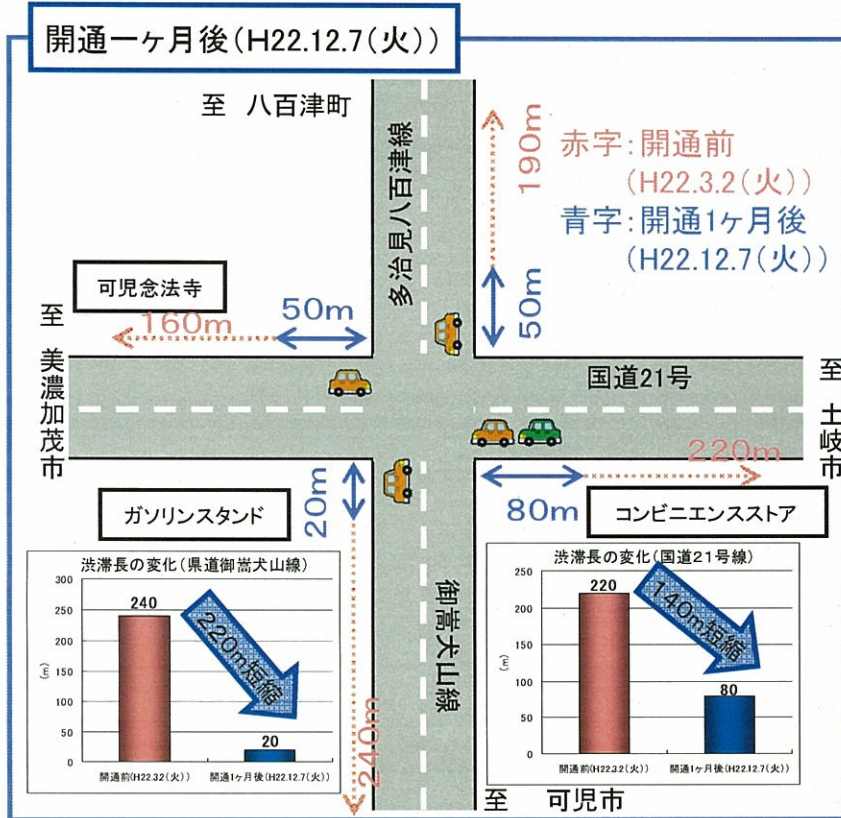 開通一ヶ月後(H22.12.7(火))
至 八百津町
多治見八百津線
190m
50m
赤字:開通前
(H22.3.2(火))
青字:開通1ヶ月後
(H22.12.7(火))
可児念法寺
160m
50m
至 美濃加茂市
国道21号
至 土岐市
220m
80m
20m
240m
ガソリンスタンド
コンビニエンスストア
御嵩犬山線
至 可児市
渋滞長の変化(県道御嵩犬山線)
(m)
300
250
200
150
100
50
0
240
220m短縮
20
開通前(H22.3.2(火))
開通1ヶ月後(H22.12.7(火))
渋滞長の変化(国道21号線)
(m)
250
200
150
100
50
0
220
140m短縮
80
開通前(H22.3.2(火))
開通1ヶ月後(H22.12.7(火))